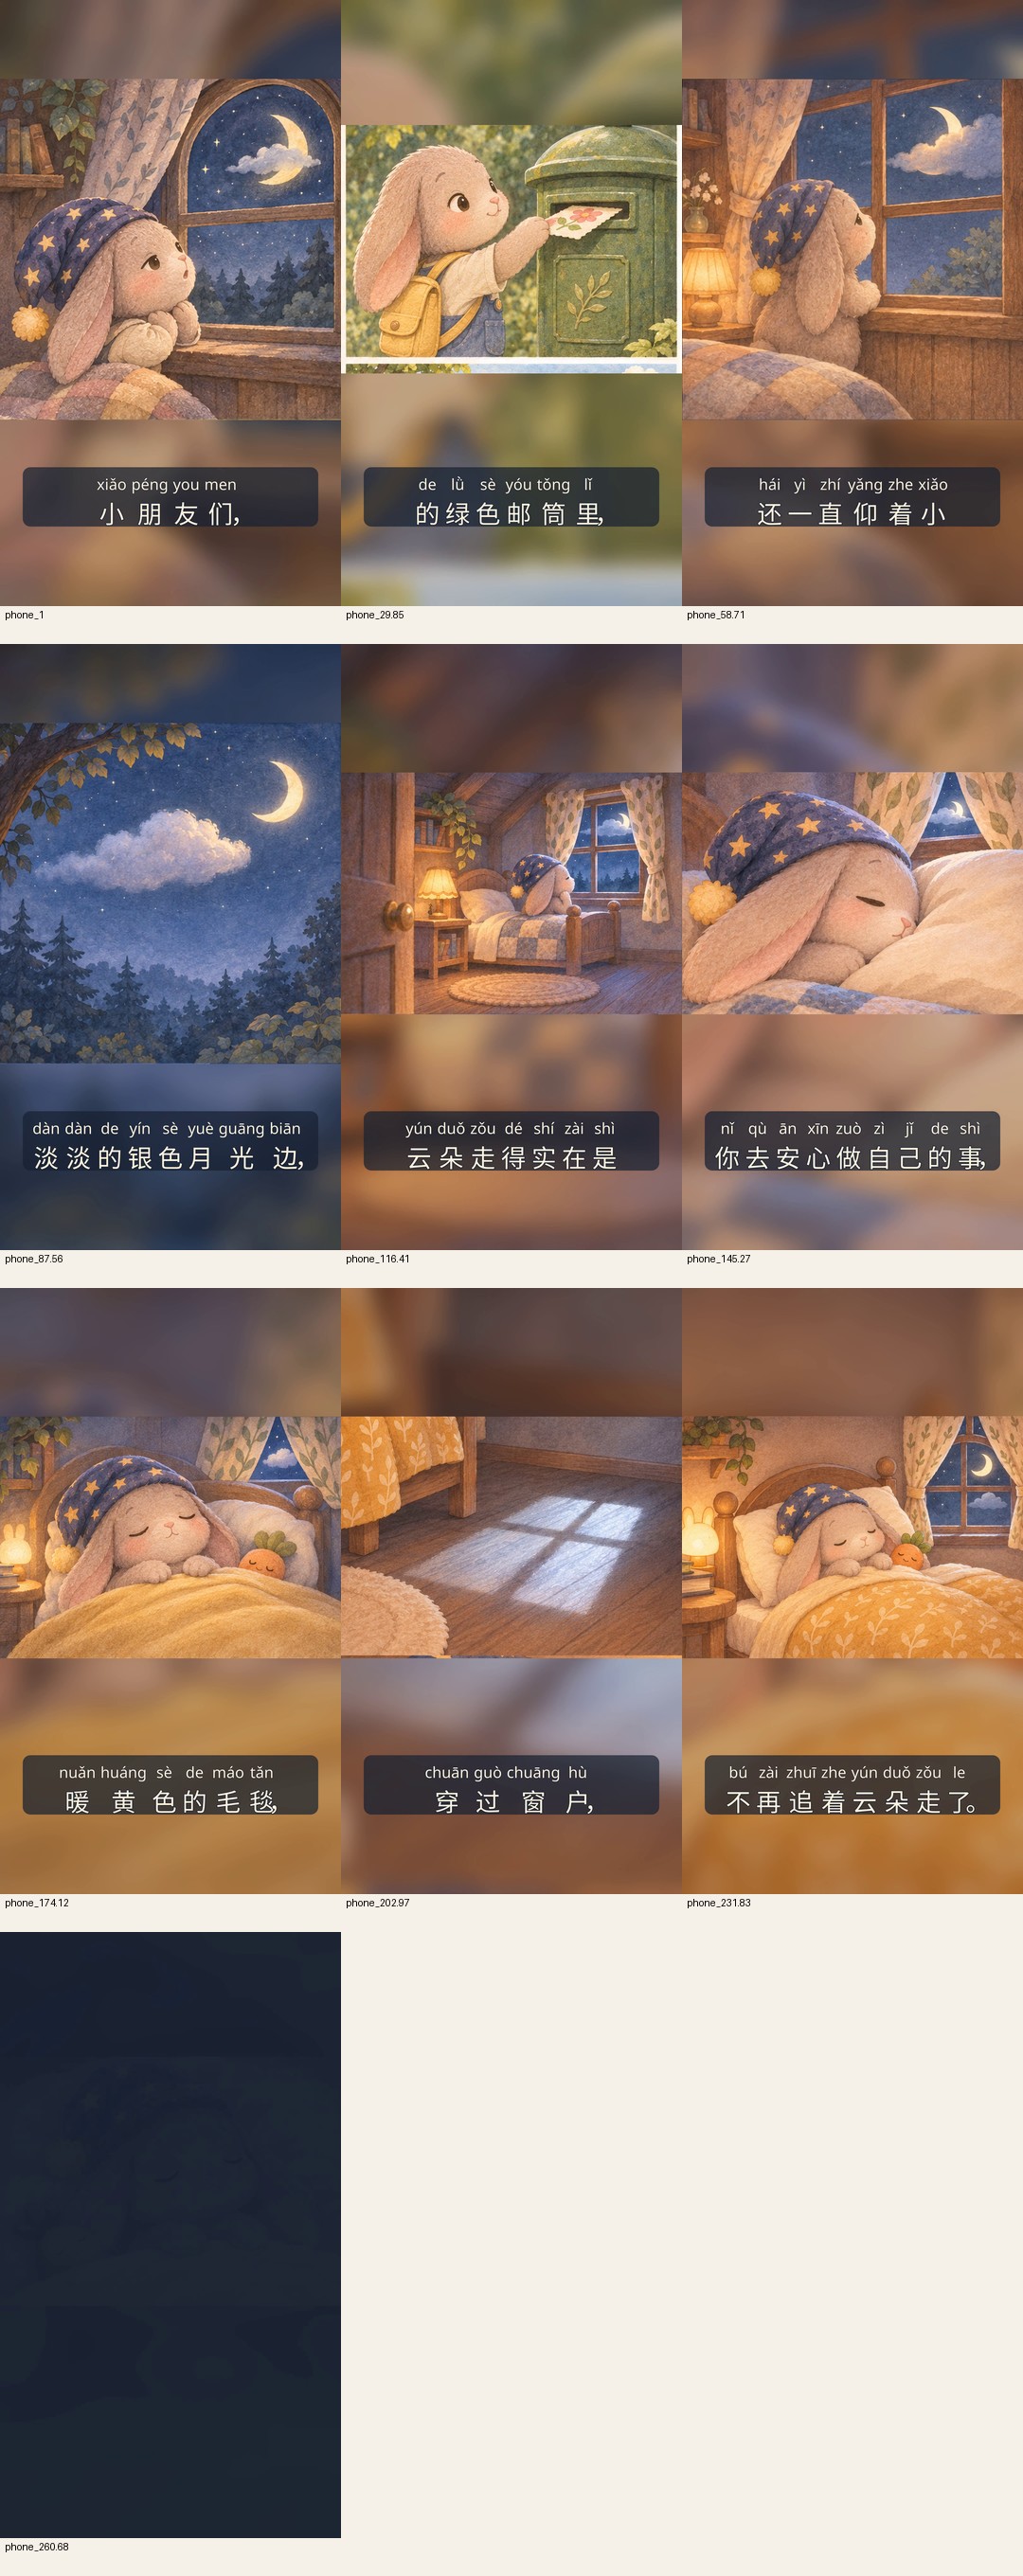 xiǎo péng you men
小朋友们,
phone_1
de lǜ sè yóu tǒng lǐ
的绿色邮筒里,
phone_29.85
hái yì zhí yǎng zhe xiǎo
还一直仰着小
phone_58.71
dàn dàn de yín sè yuè guāng biān
淡淡的银色月光边,
phone_87.56
yún duǒ zǒu dé shí zài shì
云朵走得实在是
phone_116.41
nǐ qù ān xīn zuò zì jǐ de shì
你去安心做自己的事,
phone_145.27
nuǎn huáng sè de máo tǎn
暖黄色的毛毯,
phone_174.12
chuān guò chuāng hù
穿过窗户,
phone_202.97
bú zài zhuī zhe yún duǒ zǒu le
不再追着云朵走了。
phone_231.83
phone_260.68